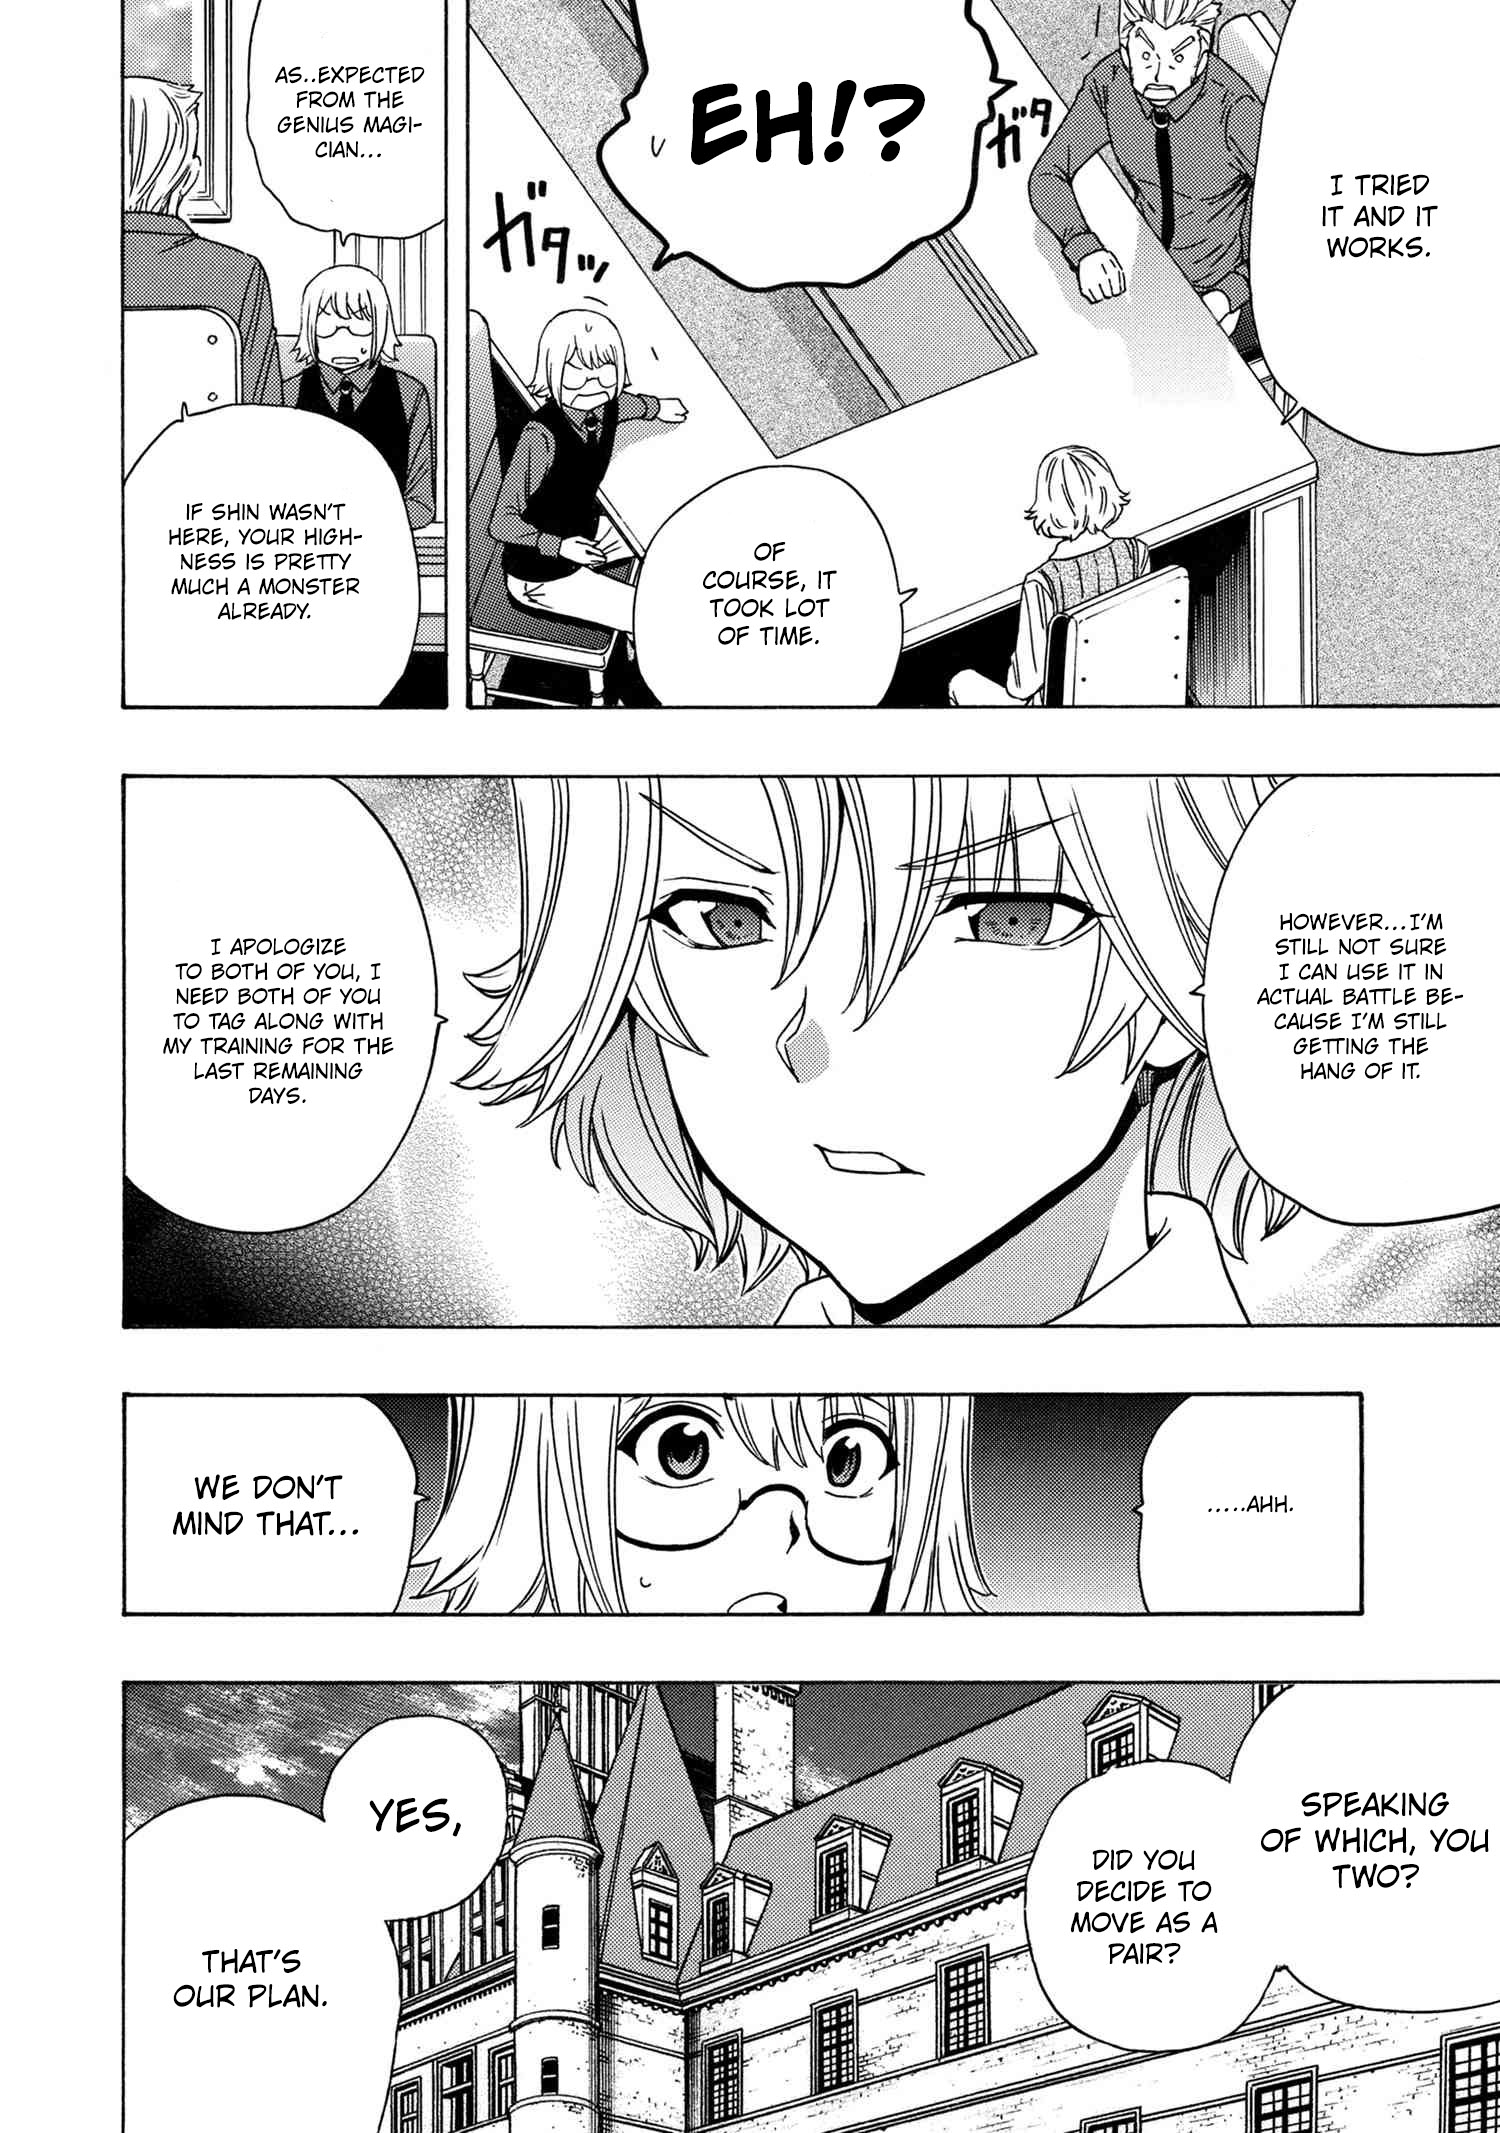 I TRIED
IT AND IT
WORKS.
EH!?
ガタ
ガタッ
OF
COURSE, IT
TOOK LOT
OF TIME.
AS..EXPECTED
FROM THE
GENIUS MAGI-
CIAN...
IF SHIN WASN'T
HERE, YOUR HIGH-
NESS IS PRETTY
MUCH A MONSTER
ALREADY.
HOWEVER...I'M
STILL NOT SURE
I CAN USE IT IN
ACTUAL BATTLE BE-
CAUSE I'M STILL
GETTING THE
HANG OF IT.
I APOLOGIZE
TO BOTH OF YOU, I
NEED BOTH OF YOU
TO TAG ALONG WITH
MY TRAINING FOR THE
LAST REMAINING
DAYS.
.....AHH.
WE DON'T
MIND THAT...
SPEAKING
OF WHICH, YOU
TWO?
DID YOU
DECIDE TO
MOVE AS A
PAIR?
YES,
THAT'S
OUR PLAN.